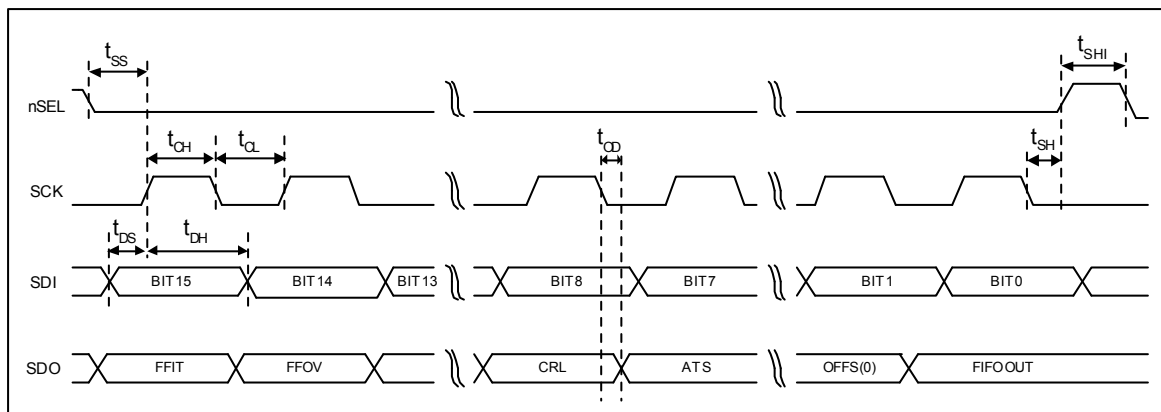 tSS
tSHI
nSEL
tCH
tCL
tCD
tSH
SCK
tDS
tDH
SDI
BIT15
BIT14
BIT13
BIT8
BIT7
BIT1
BIT0
SDO
FFIT
FFOV
CRL
ATS
OFFS(0)
FIFOOUT